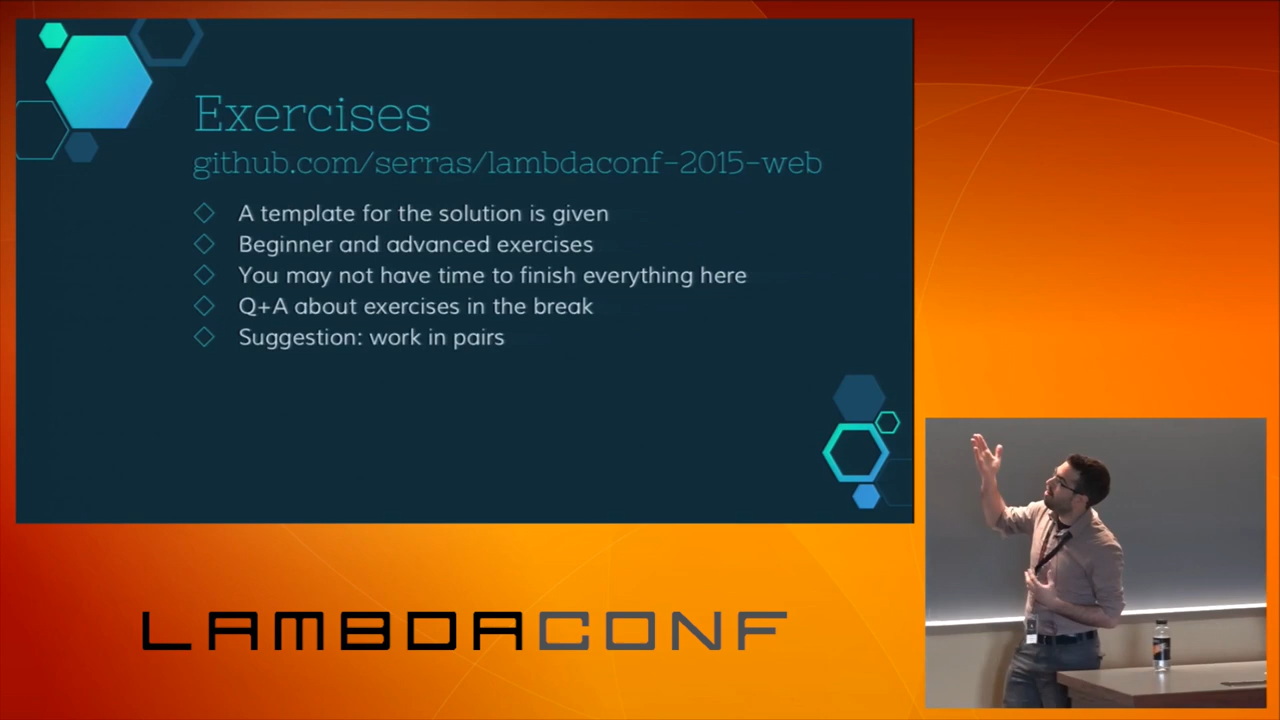 Exercises
github.com/serras/lambdaconf-2015-web
A template for the solution is given
Beginner and advanced exercises
You may not have time to finish everything here
Q+A about exercises in the break
Suggestion: work in pairs
LAMBDACONF